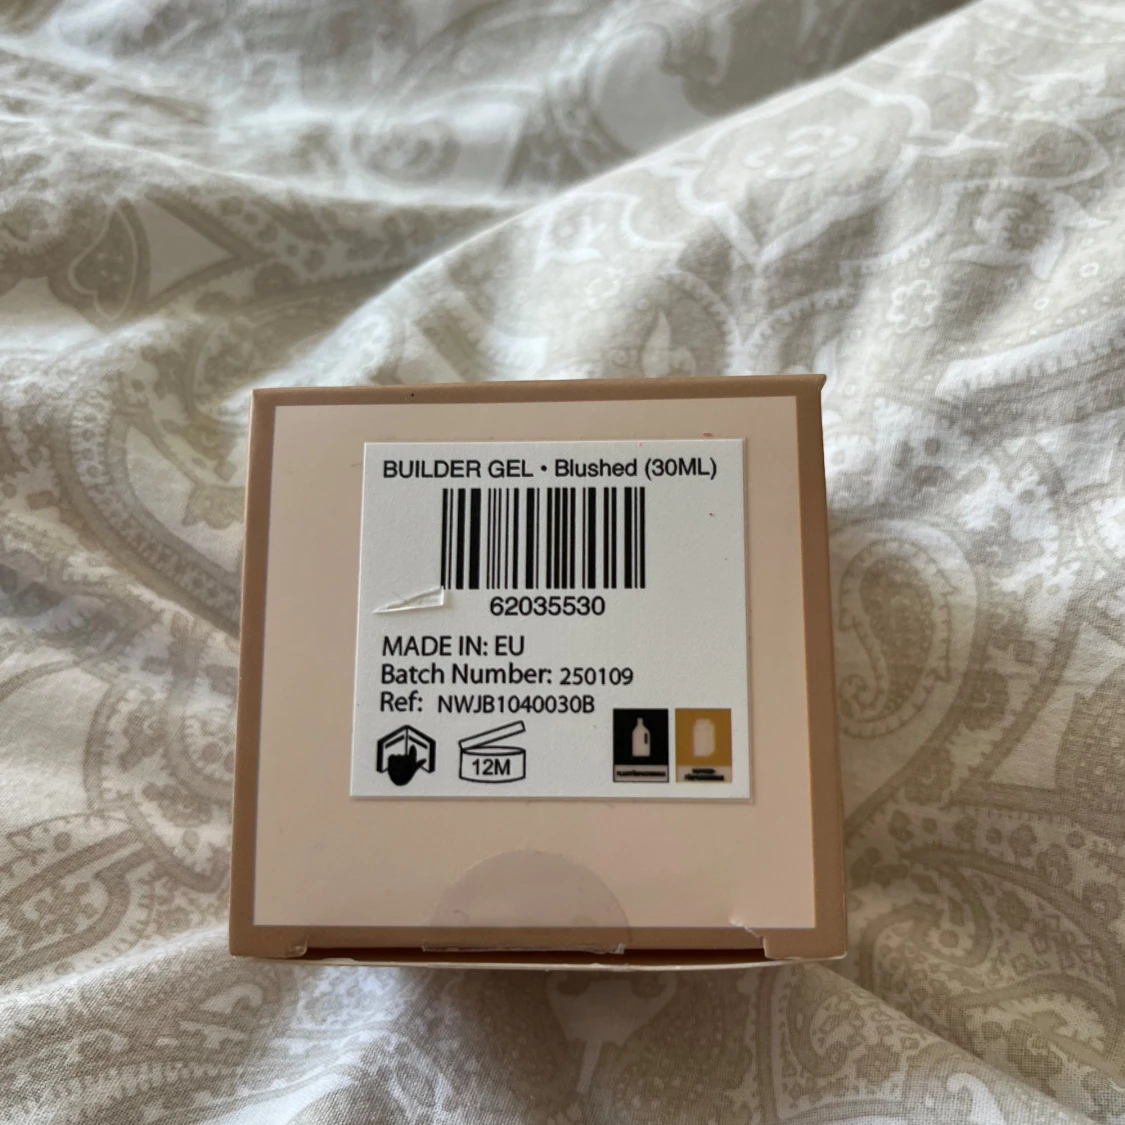 BUILDER GEL • Blushed (30ML)
62035530
MADE IN: EU
Batch Number: 250109
Ref: NWJB1040030B
12M